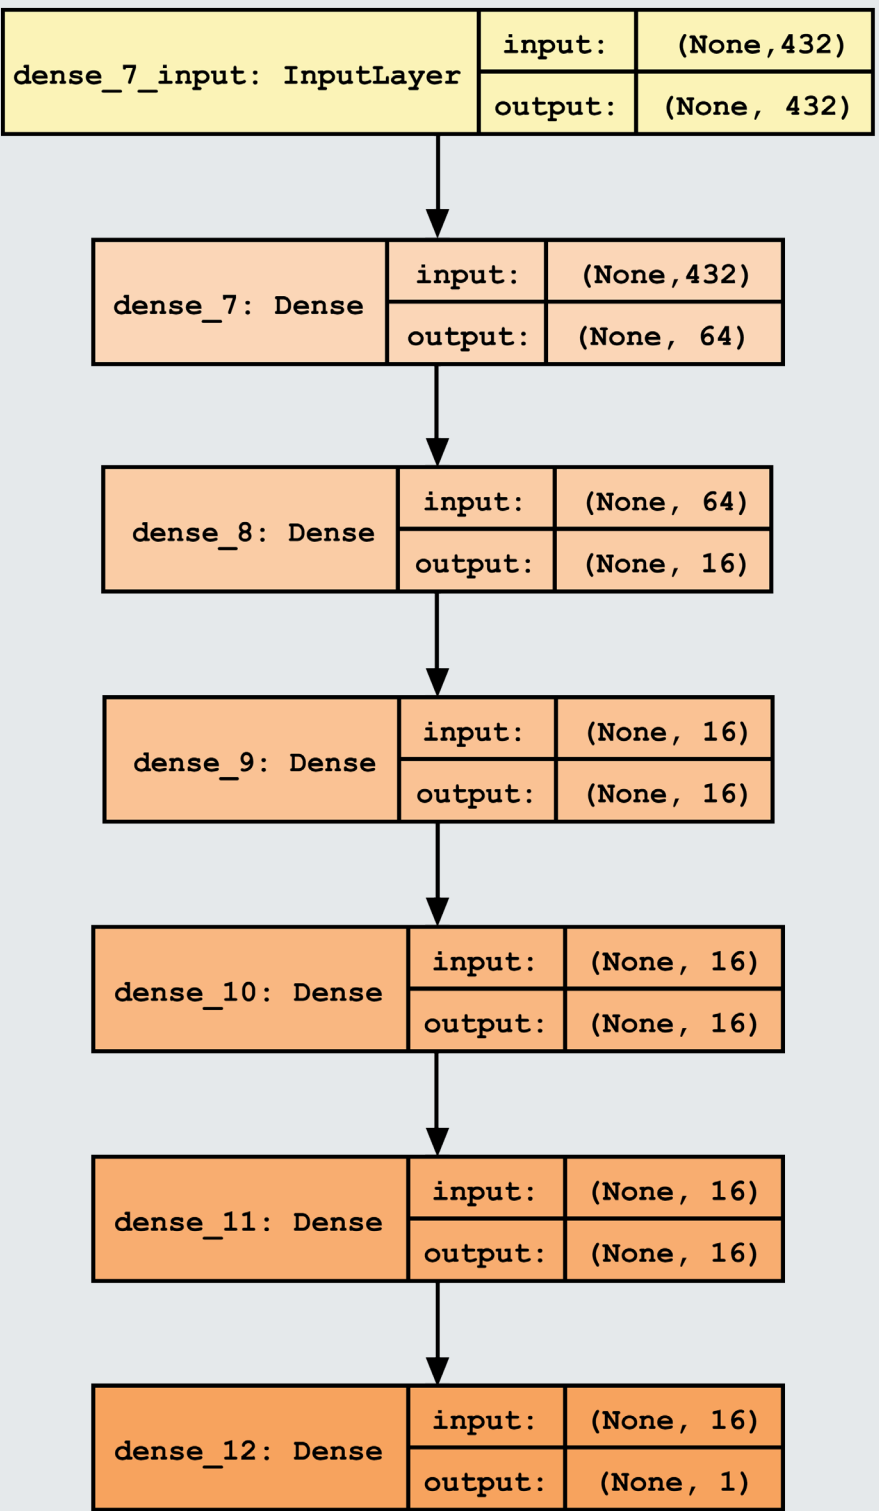 dense_7_input: InputLayer
input:
(None,432)
output:
(None, 432)
dense_7: Dense
input:
(None,432)
output:
(None, 64)
dense_8: Dense
input:
(None, 64)
output:
(None, 16)
dense_9: Dense
input:
(None, 16)
output:
(None, 16)
dense_10: Dense
input:
(None, 16)
output:
(None, 16)
dense_11: Dense
input:
(None, 16)
output:
(None, 16)
dense_12: Dense
input:
(None, 16)
output:
(None, 1)